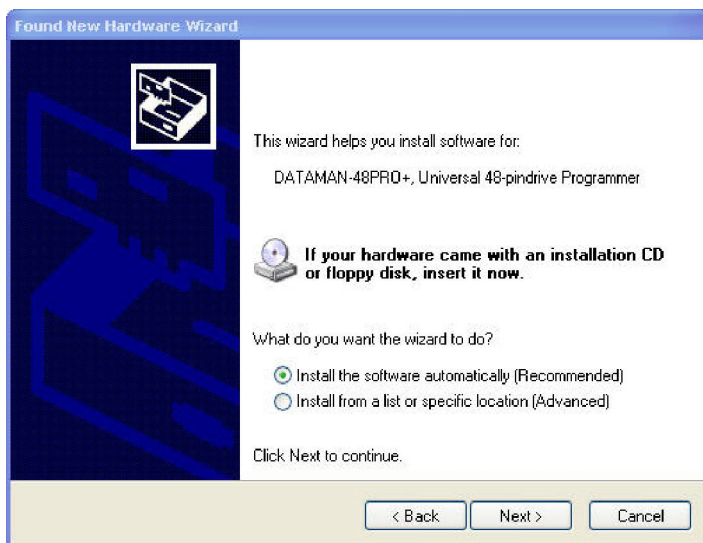 Found New Hardware Wizard
This wizard helps you install software for:
DATAMAN-48PRO+, Universal 48-pindrive Programmer
If your hardware came with an installation CD
or floppy disk, insert it now.
What do you want the wizard to do?
Install the software automatically (Recommended)
Install from a list or specific location (Advanced)
Click Next to continue.
< Back Next > Cancel